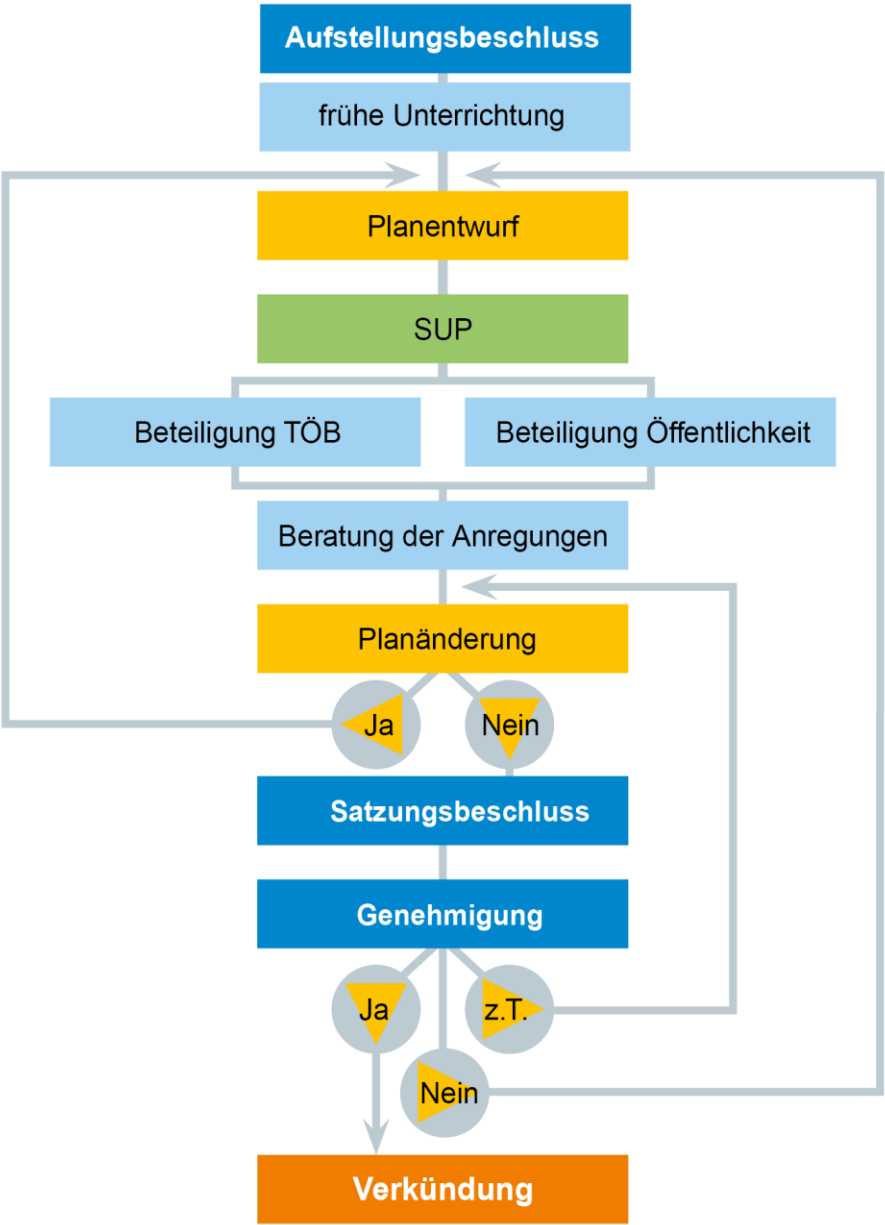 Aufstellungsbeschluss
frühe Unterrichtung
Planentwurf
SUP
Beteiligung TÖB
Beteiligung Öffentlichkeit
Beratung der Anregungen
Planänderung
Ja
Nein
Satzungsbeschluss
Genehmigung
Ja
z.T.
Nein
Verkündung